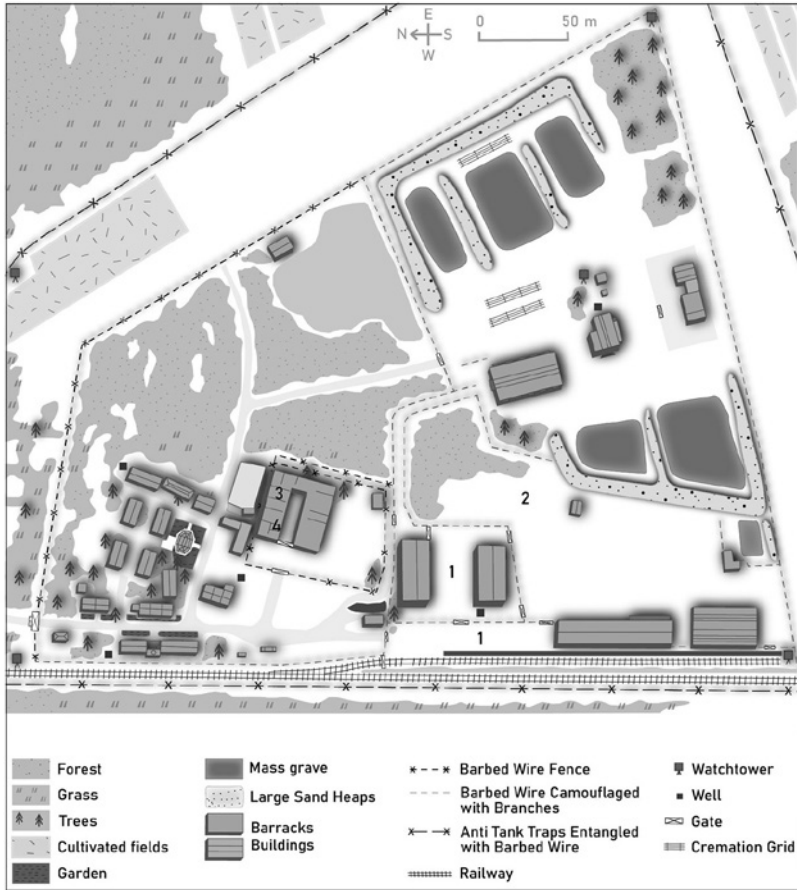 E
N S
W
0 50 m
3
4
2
1
1
Forest
Grass
Trees
Cultivated fields
Garden
Mass grave
Large Sand Heaps
Barracks
Buildings
Barbed Wire Fence
Barbed Wire Camouflaged
with Branches
Anti Tank Traps Entangled
with Barbed Wire
Railway
Watchtower
Well
Gate
Cremation Grid